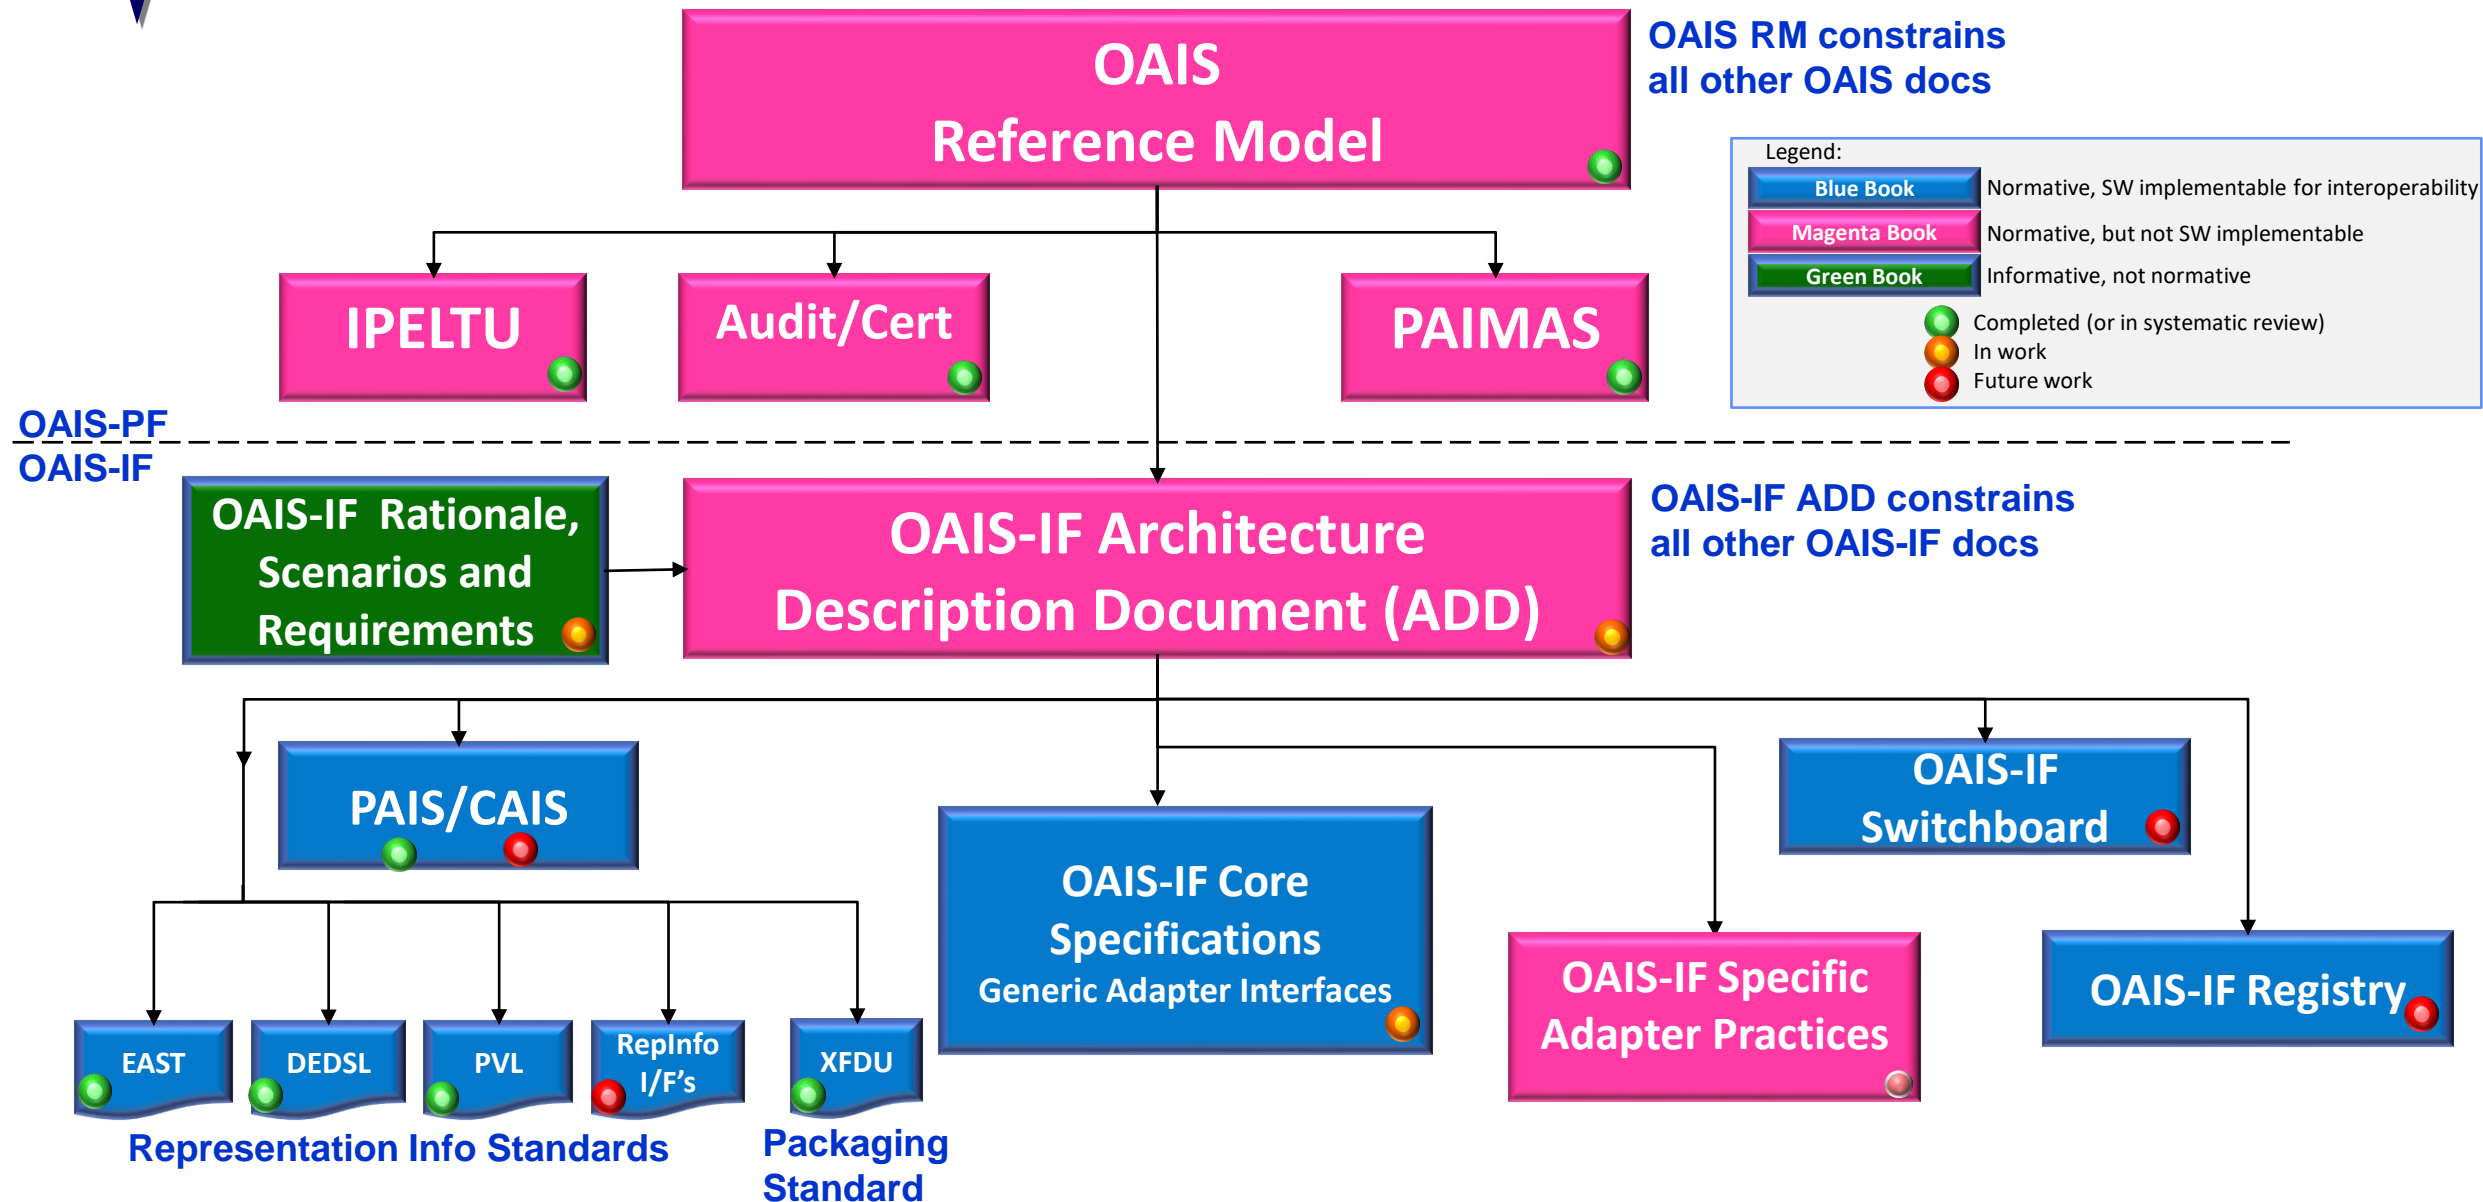 OAIS
Reference Model
OAIS RM constrains
all other OAIS docs
Legend:
Blue Book
Normative, SW implementable for interoperability
Magenta Book
Normative, but not SW implementable
Green Book
Informative, not normative
Completed (or in systematic review)
In work
Future work
IPELTU
Audit/Cert
PAIMAS
OAIS-PF
OAIS-IF
OAIS-IF Rationale,
Scenarios and
Requirements
OAIS-IF Architecture
Description Document (ADD)
OAIS-IF ADD constrains
all other OAIS-IF docs
PAIS/CAIS
OAIS-IF Core
Specifications
Generic Adapter Interfaces
OAIS-IF Specific
Adapter Practices
OAIS-IF
Switchboard
OAIS-IF Registry
EAST
DEDSL
PVL
RepInfo
I/F's
XFDU
Representation Info Standards
Packaging
Standard